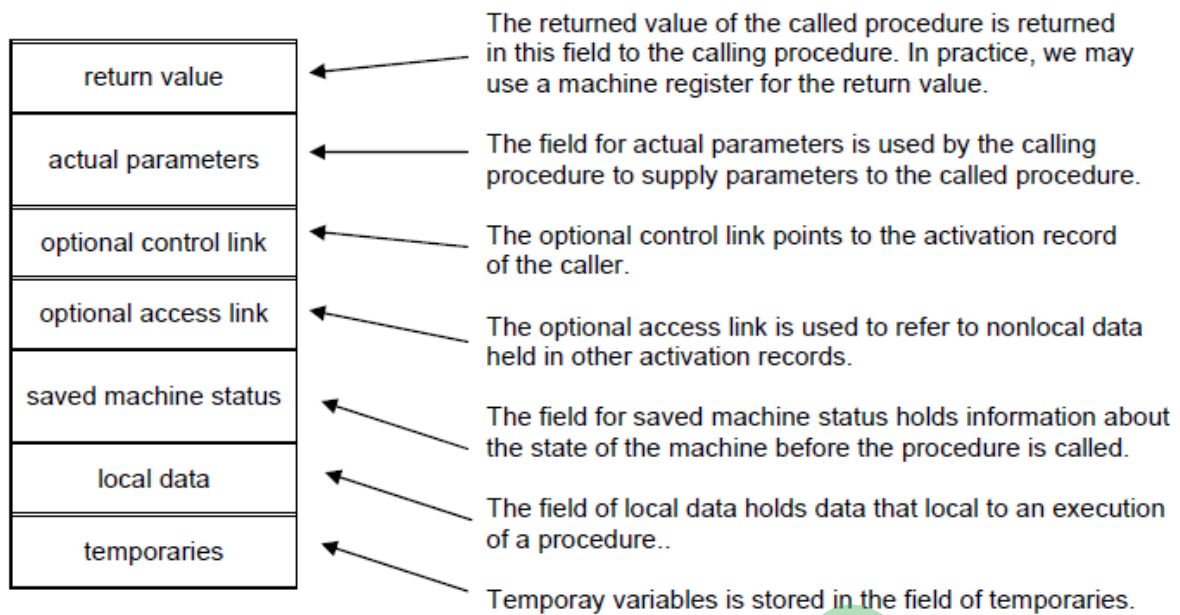 return value
The returned value of the called procedure is returned
in this field to the calling procedure. In practice, we may
use a machine register for the return value.
actual parameters
The field for actual parameters is used by the calling
procedure to supply parameters to the called procedure.
optional control link
The optional control link points to the activation record
of the caller.
optional access link
The optional access link is used to refer to nonlocal data
held in other activation records.
saved machine status
The field for saved machine status holds information about
the state of the machine before the procedure is called.
local data
The field of local data holds data that local to an execution
of a procedure..
temporaries
Temporay variables is stored in the field of temporaries.